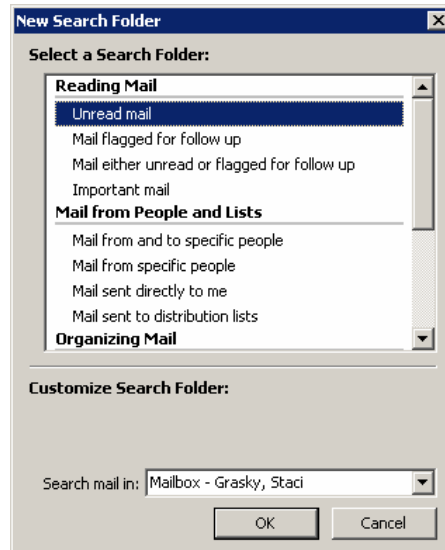 New Search Folder
Select a Search Folder:
Reading Mail
Unread mail
Mail flagged for follow up
Mail either unread or flagged for follow up
Important mail
Mail from People and Lists
Mail from and to specific people
Mail from specific people
Mail sent directly to me
Mail sent to distribution lists
Organizing Mail
Customize Search Folder:
Search mail in: Mailbox - Grasky, Staci
OK Cancel